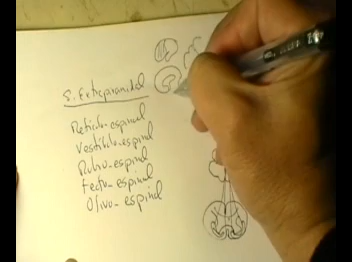 S. Extrapiramidal
Retículo-espinal
Vestíbulo-espinal
Rubro-espinal
Tecto-espinal
Olivo-espinal